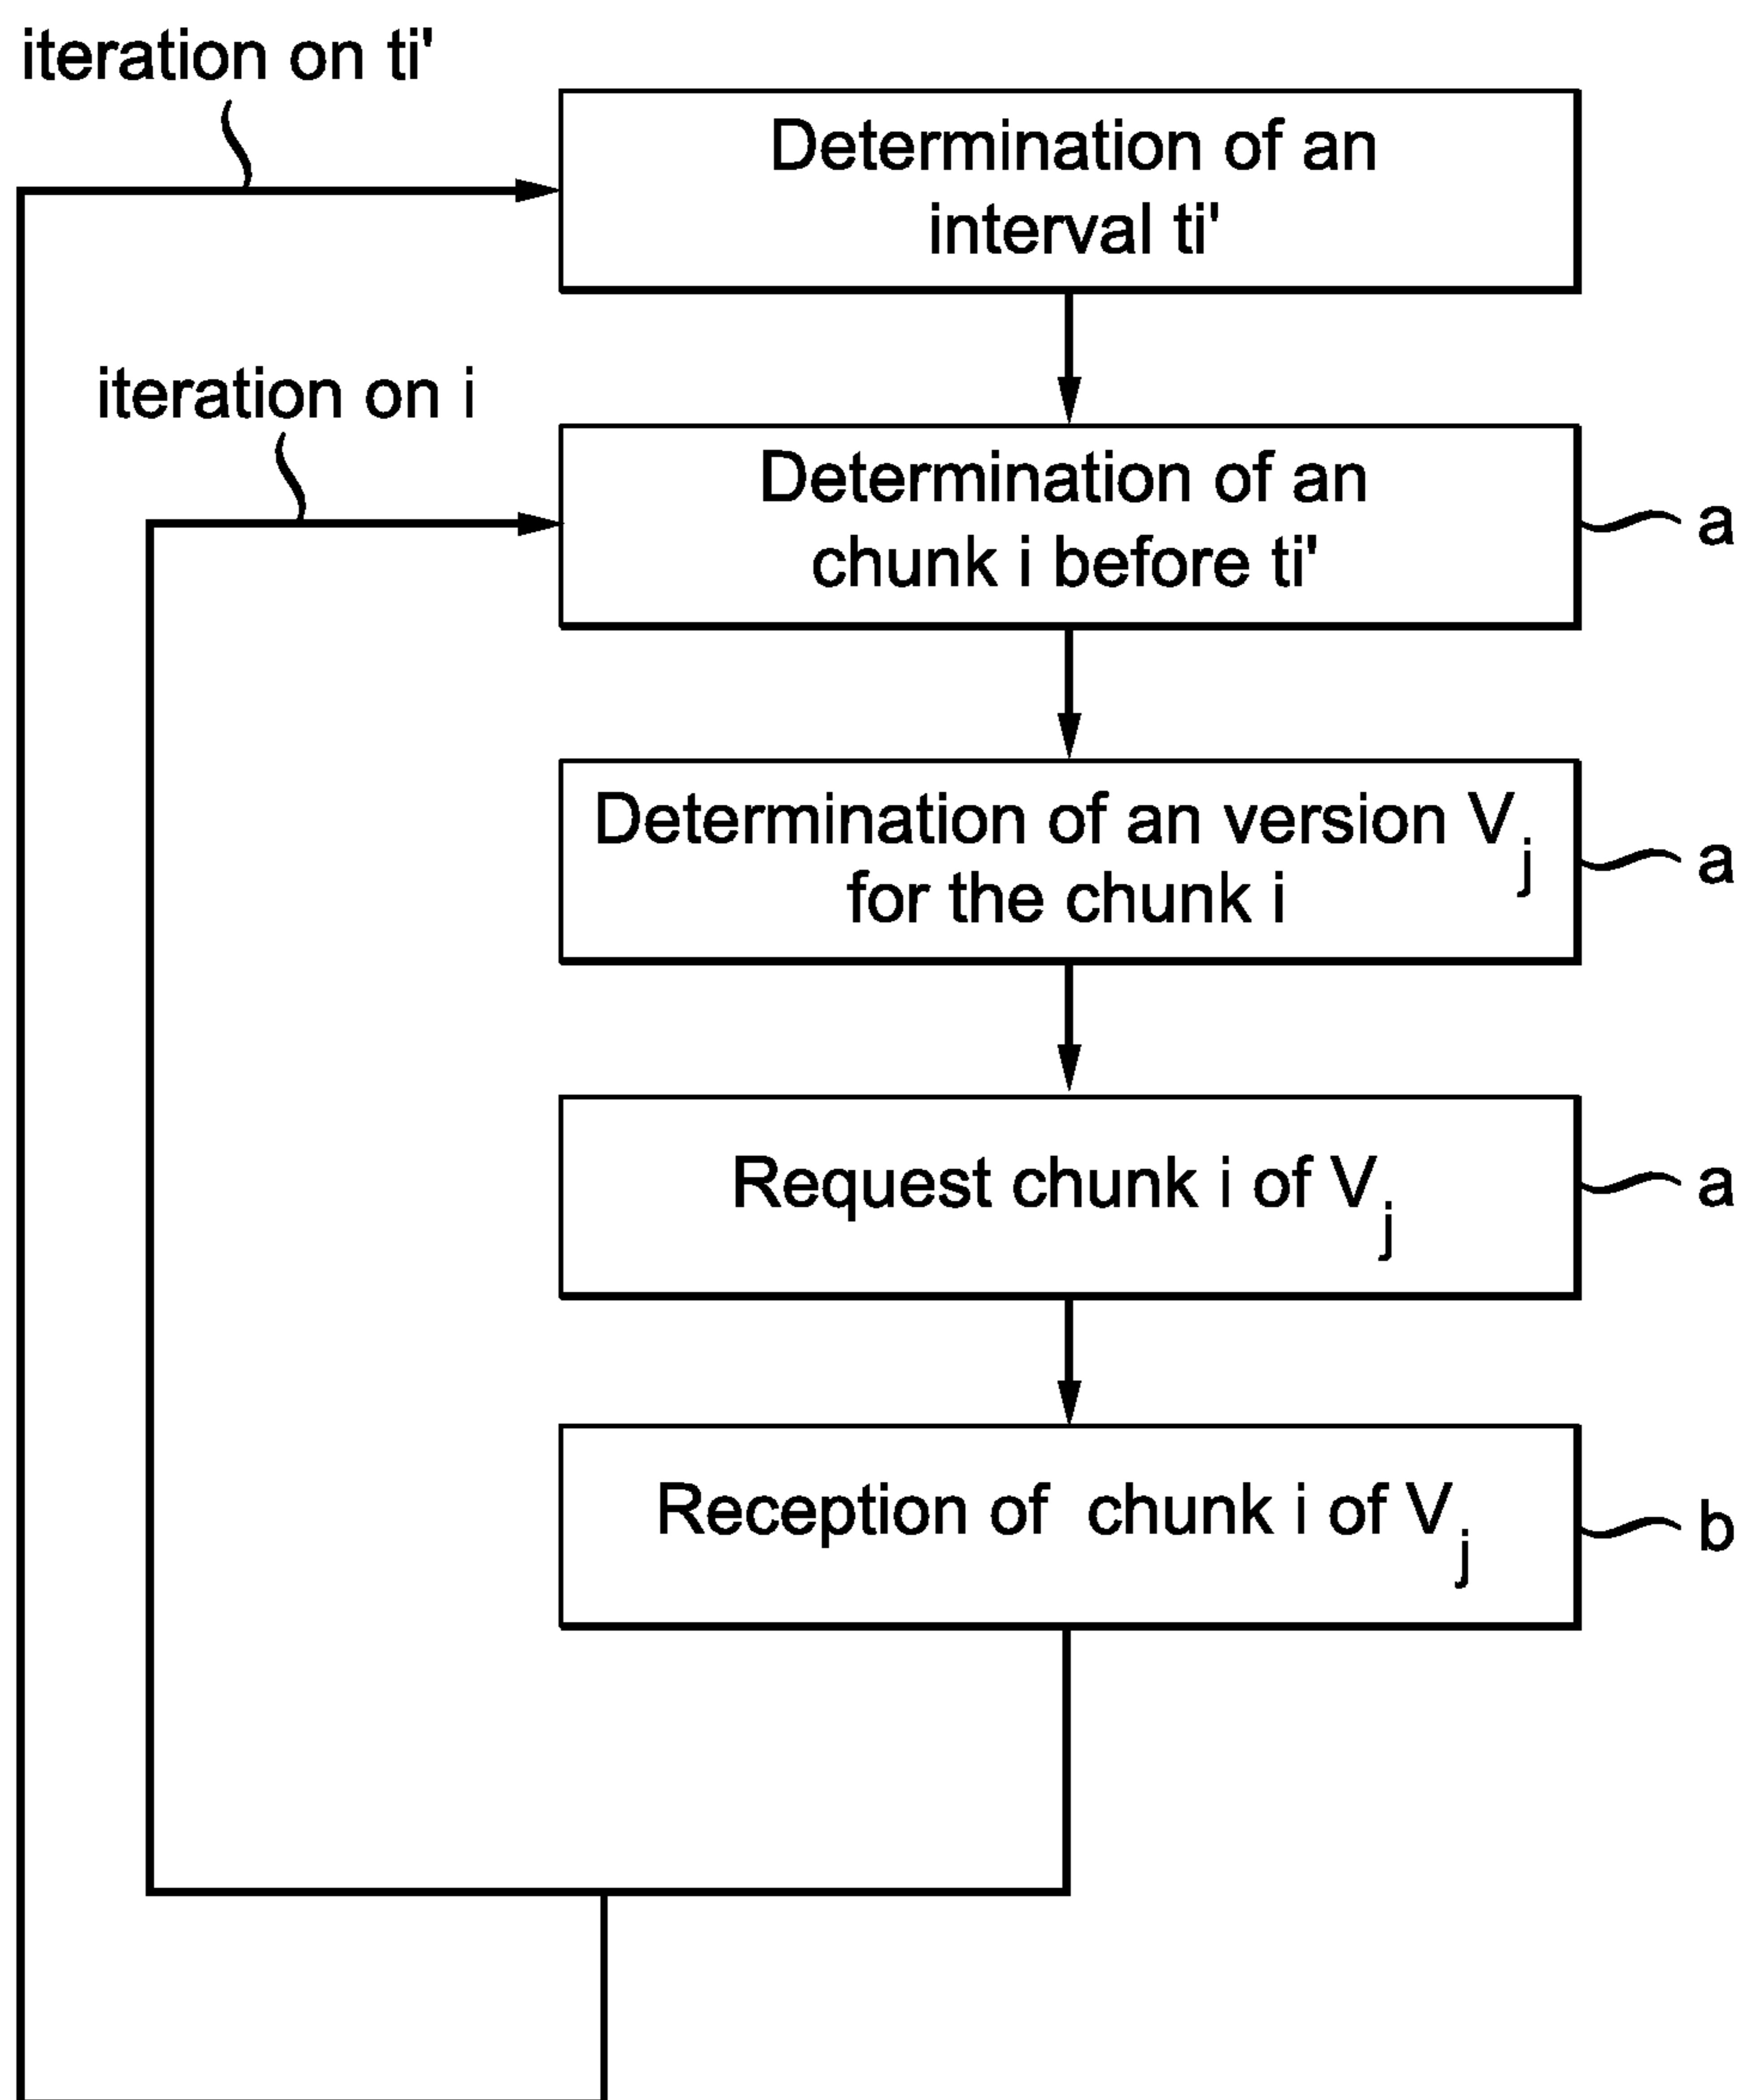 iteration on ti'
Determination of an
interval ti'
iteration on i
Determination of an
chunk i before ti'
a
Determination of an version Vj
for the chunk i
a
Request chunk i of Vj
a
Reception of chunk i of Vj
b